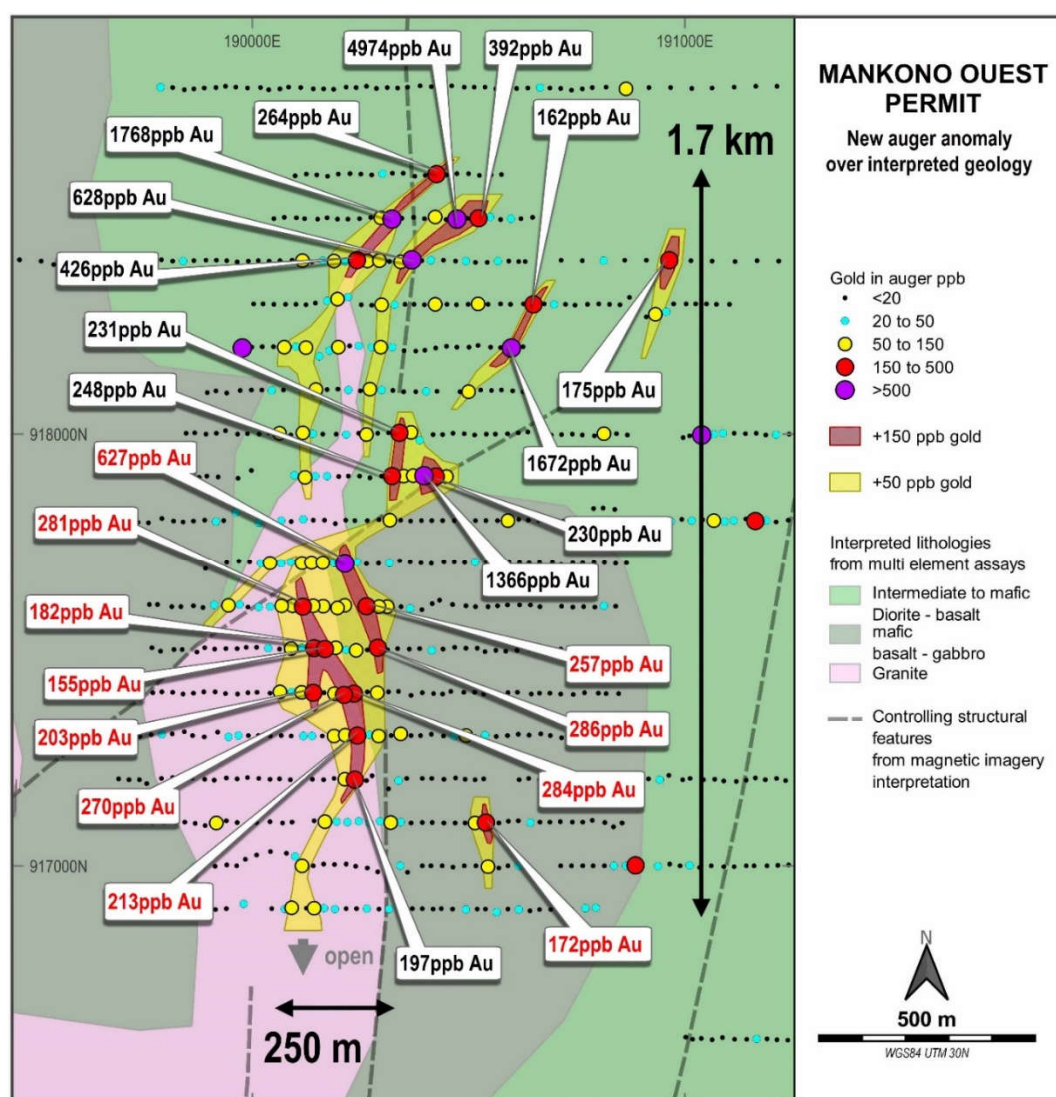 190000E
191000E
4974ppb Au
392ppb Au
264ppb Au
162ppb Au
1768ppb Au
1.7 km
628ppb Au
426ppb Au
231ppb Au
175ppb Au
248ppb Au
918000N
1672ppb Au
627ppb Au
230ppb Au
281ppb Au
1366ppb Au
182ppb Au
257ppb Au
155ppb Au
286ppb Au
203ppb Au
284ppb Au
270ppb Au
917000N
213ppb Au
172ppb Au
open
197ppb Au
250 m
MANKONO OUEST
PERMIT
New auger anomaly
over interpreted geology
Gold in auger ppb
<20
20 to 50
50 to 150
150 to 500
>500
+150 ppb gold
+50 ppb gold
Interpreted lithologies
from multi element assays
Intermediate to mafic
Diorite - basalt
mafic
basalt - gabbro
Granite
Controlling structural
features
from magnetic imagery
interpretation
N
500 m
WGS84 UTM 30N